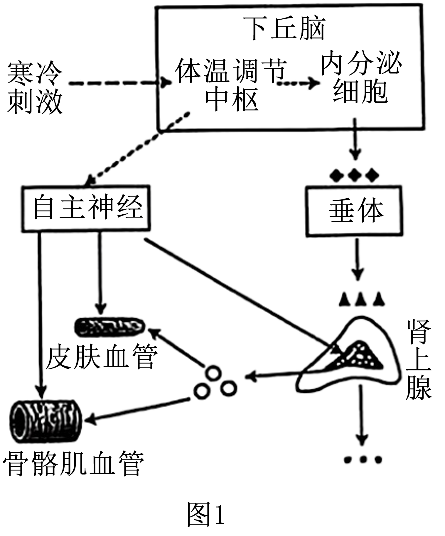 下丘脑
寒冷
刺激
体温调节
中枢
内分泌
细胞
自主神经
垂体
皮肤血管
肾上腺
骨骼肌血管
图1